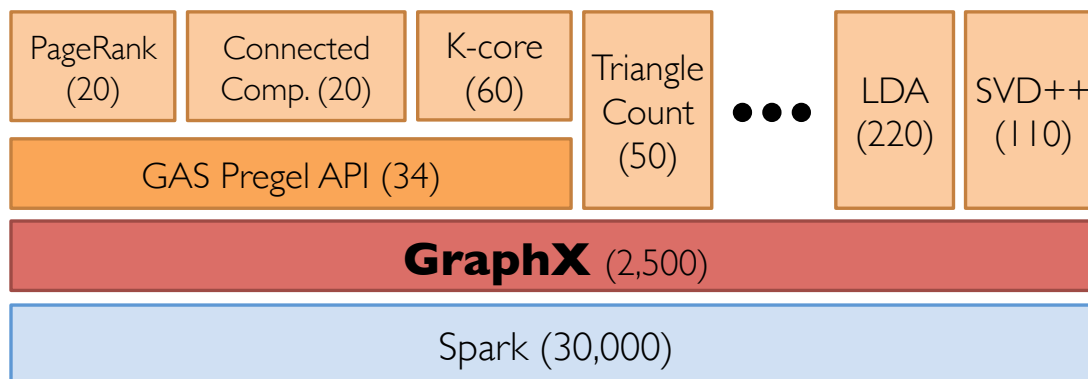 PageRank
(20)
Connected
Comp. (20)
K-core
(60)
Triangle
Count
(50)
LDA
(220)
SVD++
(110)
GAS Pregel API (34)
GraphX (2,500)
Spark (30,000)